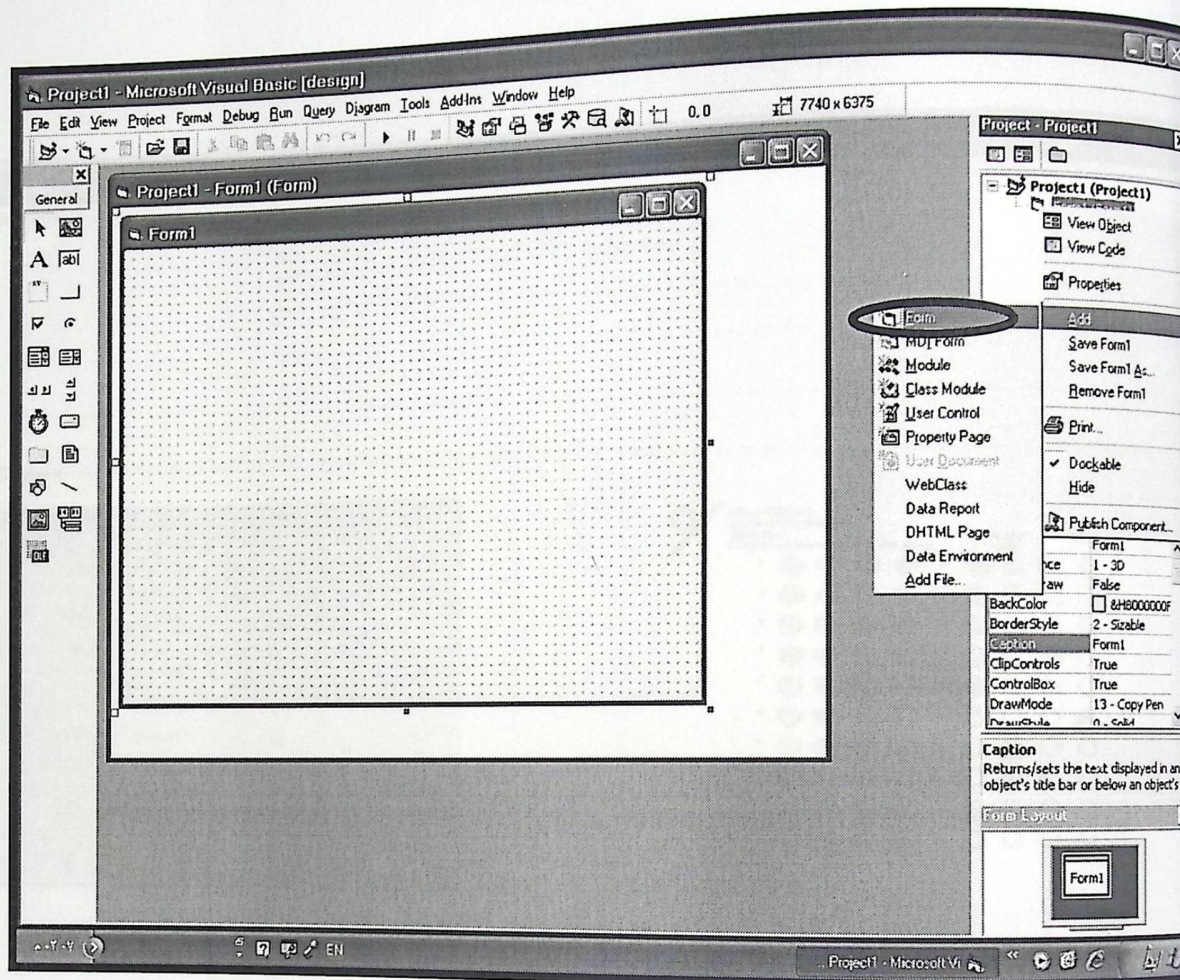 Project1 - Microsoft Visual Basic [design]
File Edit View Project Format Debug Run Query Diagram Tools Add-Ins Window Help
0,0 7740 x 6375
General
A ab|
Project1 - Form1 (Form)
Form1
Project - Project1
Project1 (Project1)
View Object
View Code
Properties
Add
Save Form1
Save Form1 As...
Remove Form1
Print...
Dockable
Hide
Publish Component...
Form
MDI Form
Module
Class Module
User Control
Property Page
User Document
WebClass
Data Report
DHTML Page
Data Environment
Add File...
Form1
1 - 3D
False
BackColor &H8000000F
BorderStyle 2 - Sizable
Caption Form1
ClipControls True
ControlBox True
DrawMode 13 - Copy Pen
DrawStyle 0 - Solid
Caption
Returns/sets the text displayed in an
object's title bar or below an object's
Form Layout
Form1
EN
... Project1 - Microsoft Vi